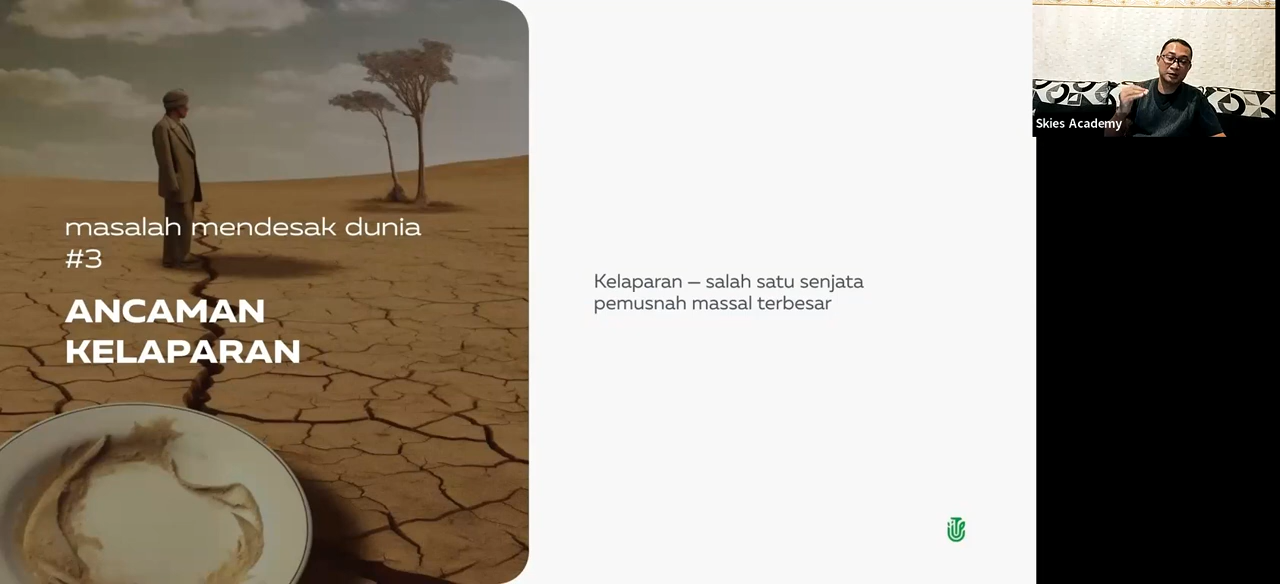 masalah mendesak dunia
#3
ANCAMAN
KELAPARAN
Kelaparan — salah satu senjata
pemusnah massal terbesar
Skies Academy